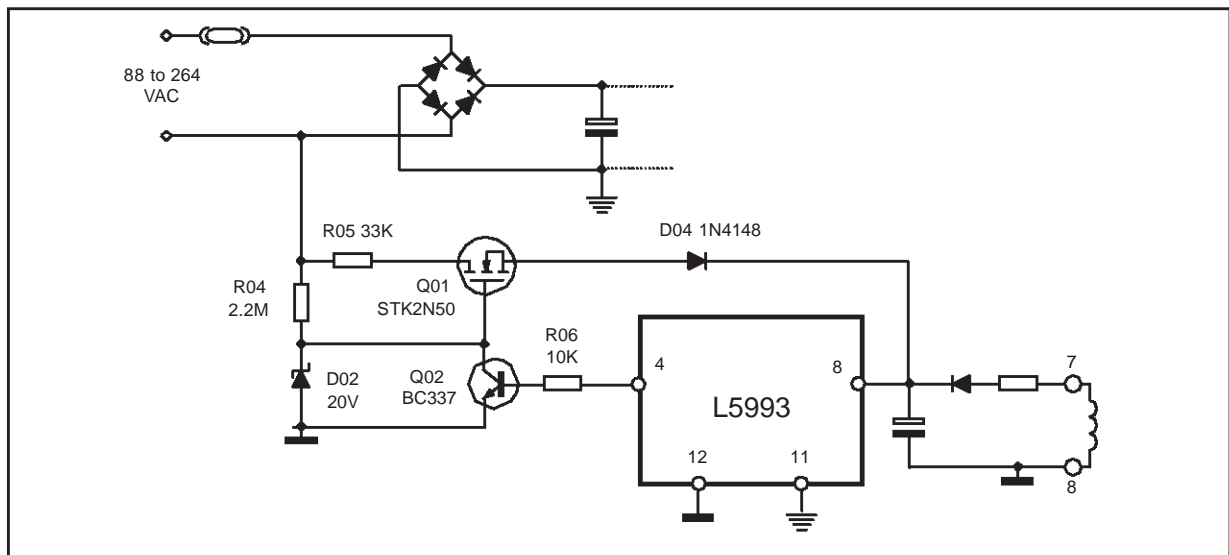 88 to 264
VAC
R05 33K
D04 1N4148
Q01
STK2N50
R04
2.2M
R06
10K
4
8
7
D02
20V
Q02
BC337
L5993
12
11
8